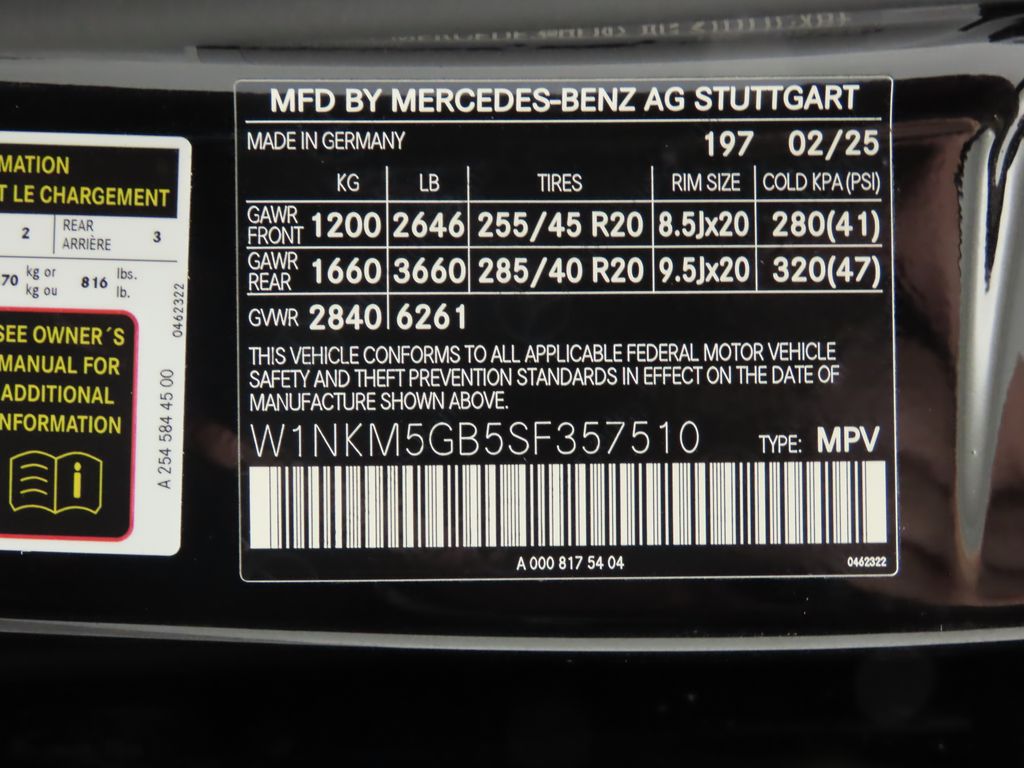 MFD BY MERCEDES-BENZ AG STUTTGART
MADE IN GERMANY 197 02/25
KG LB TIRES RIM SIZE COLD KPA (PSI)
GAWR FRONT 1200 2646 255/45 R20 8.5Jx20 280(41)
GAWR REAR 1660 3660 285/40 R20 9.5Jx20 320(47)
GVWR 2840 6261
THIS VEHICLE CONFORMS TO ALL APPLICABLE FEDERAL MOTOR VEHICLE
SAFETY AND THEFT PREVENTION STANDARDS IN EFFECT ON THE DATE OF
MANUFACTURE SHOWN ABOVE.
W1NKM5GB5SF357510 TYPE: MPV
A 000 817 54 04 0462322
MATION
T LE CHARGEMENT
2 REAR
ARRIÈRE 3
70 kg or
kg ou 816 lbs.
lb.
SEE OWNER´S
MANUAL FOR
ADDITIONAL
INFORMATION
i
0462322
A 254 584 45 00